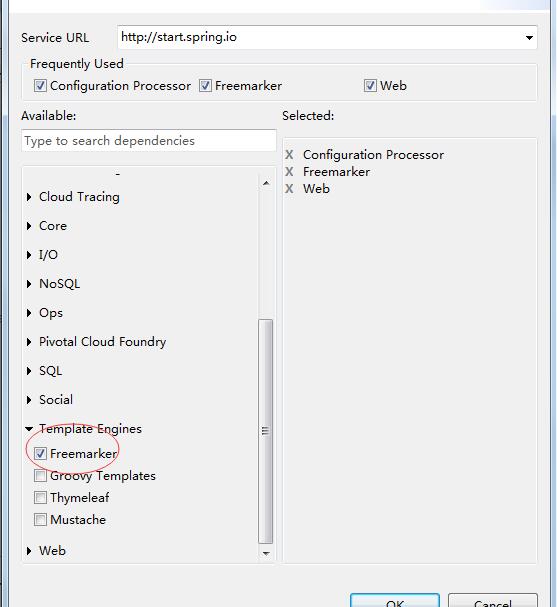 Service URL http://start.spring.io
Frequently Used
Configuration Processor Freemarker Web
Available: Selected:
Type to search dependencies
X Configuration Processor
X Freemarker
X Web
Cloud Tracing
Core
I/O
NoSQL
Ops
Pivotal Cloud Foundry
SQL
Social
Template Engines
Freemarker
Groovy Templates
Thymeleaf
Mustache
Web
OK Cancel